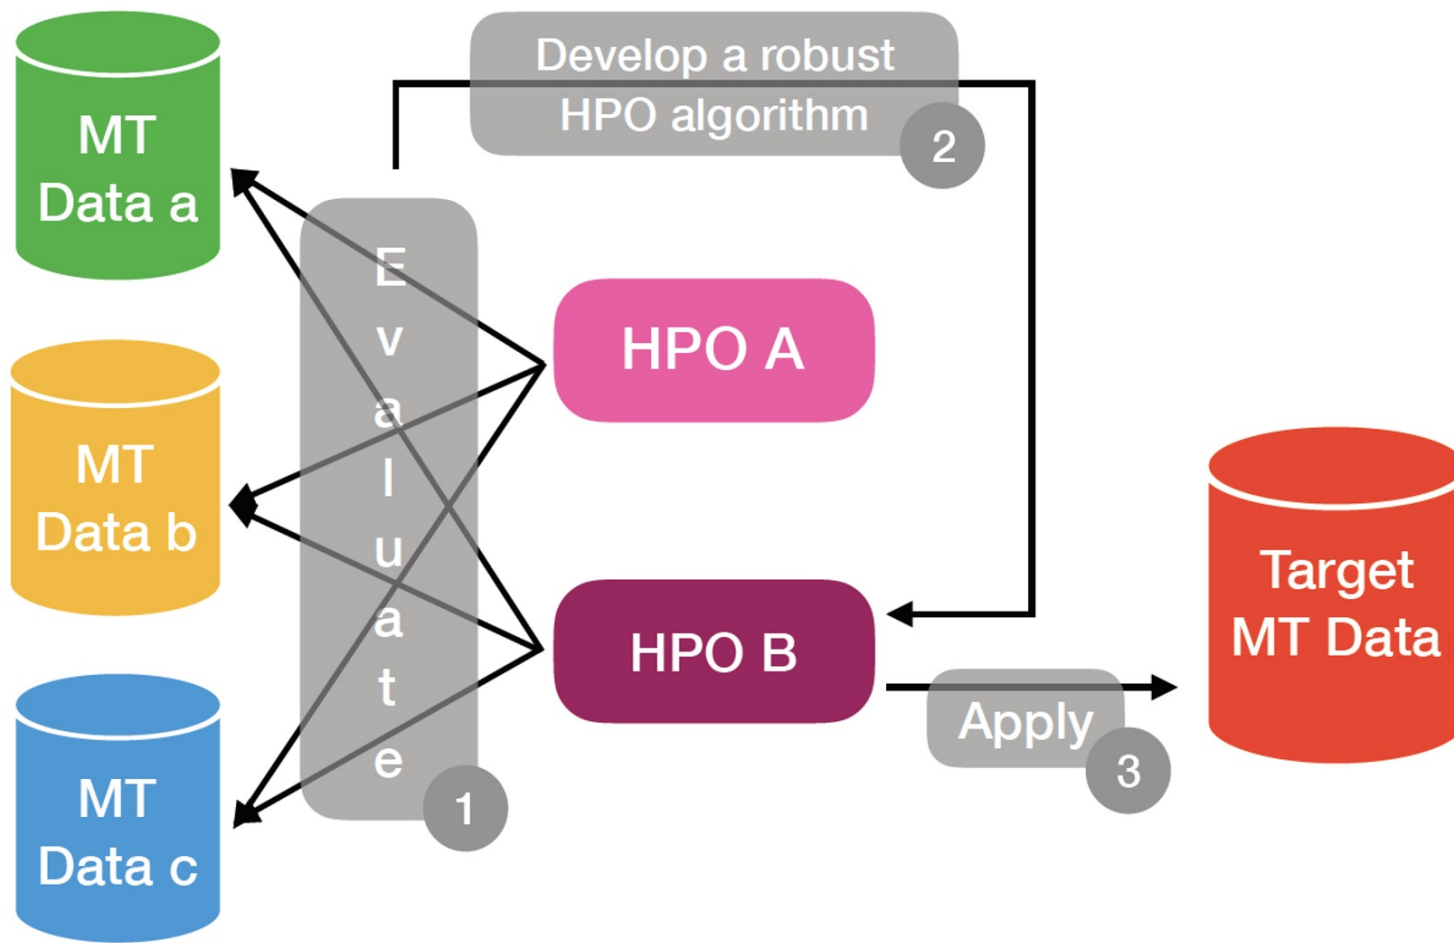 MT
Data a
MT
Data b
MT
Data c
Evaluate
1
Develop a robust
HPO algorithm
2
HPO A
HPO B
Apply
3
Target
MT Data